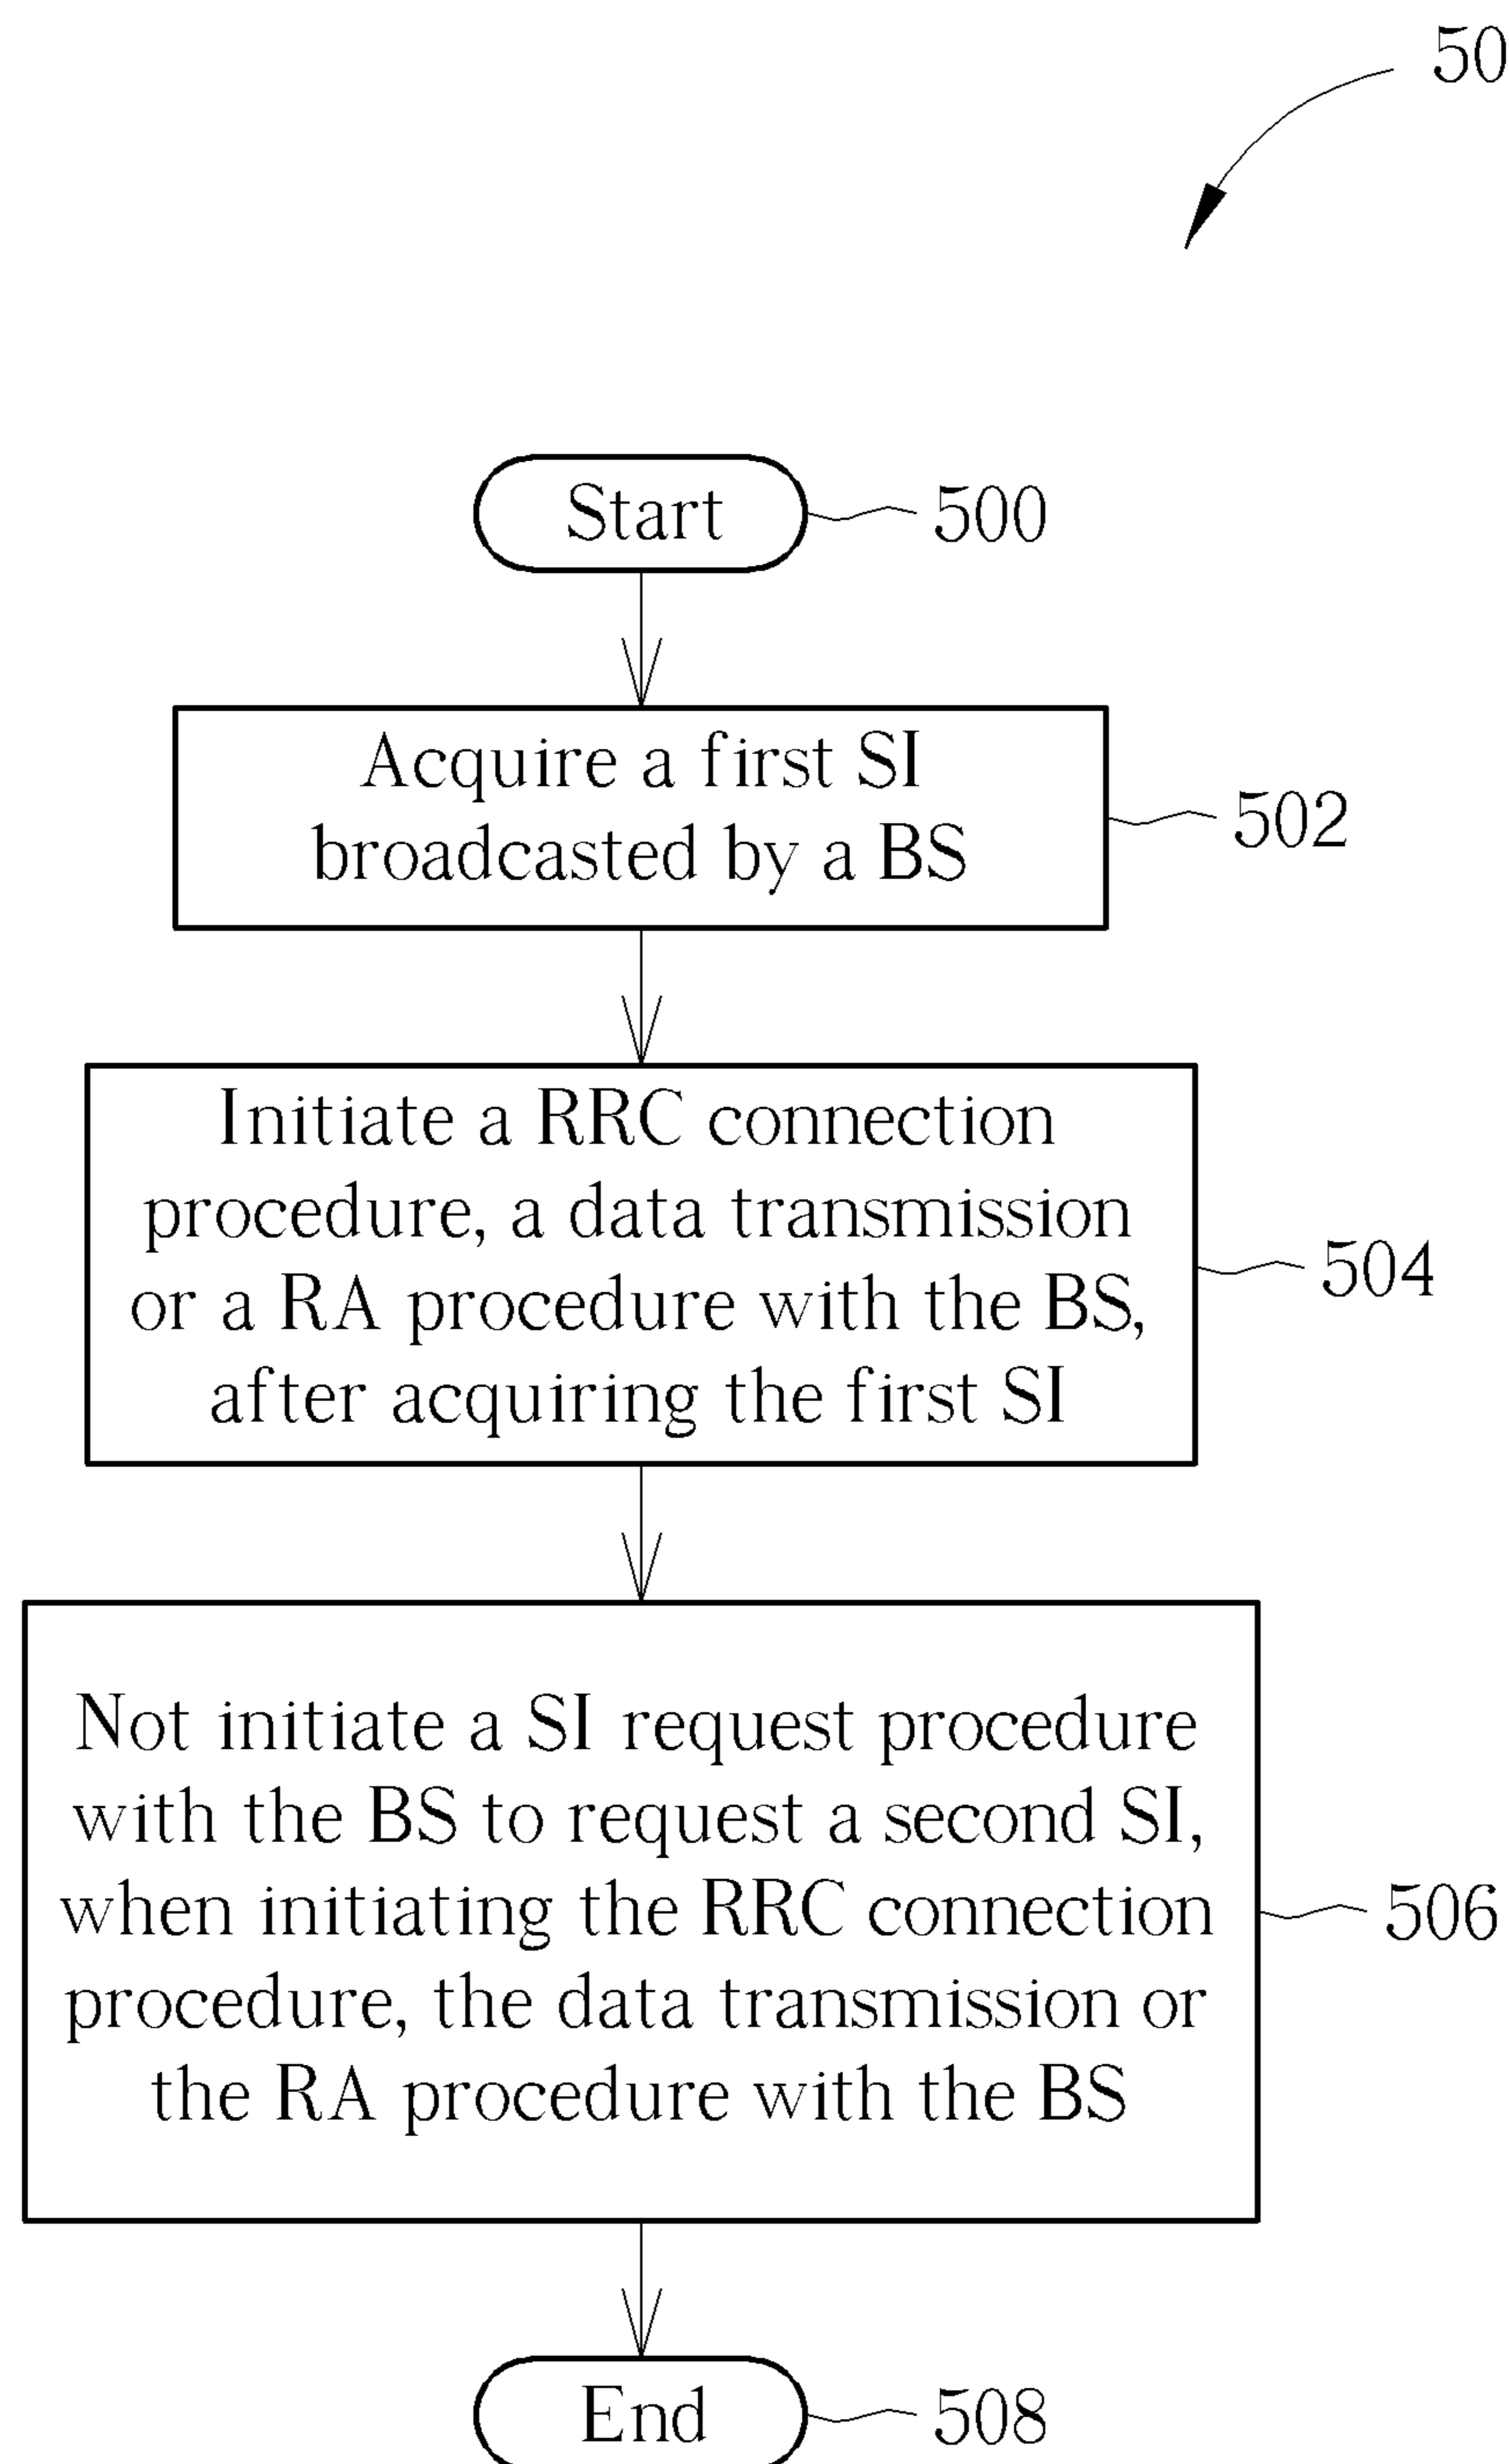 50
Start
500
Acquire a first SI
broadcasted by a BS
502
Initiate a RRC connection
procedure, a data transmission
or a RA procedure with the BS,
after acquiring the first SI
504
Not initiate a SI request procedure
with the BS to request a second SI,
when initiating the RRC connection
procedure, the data transmission or
the RA procedure with the BS
506
End
508